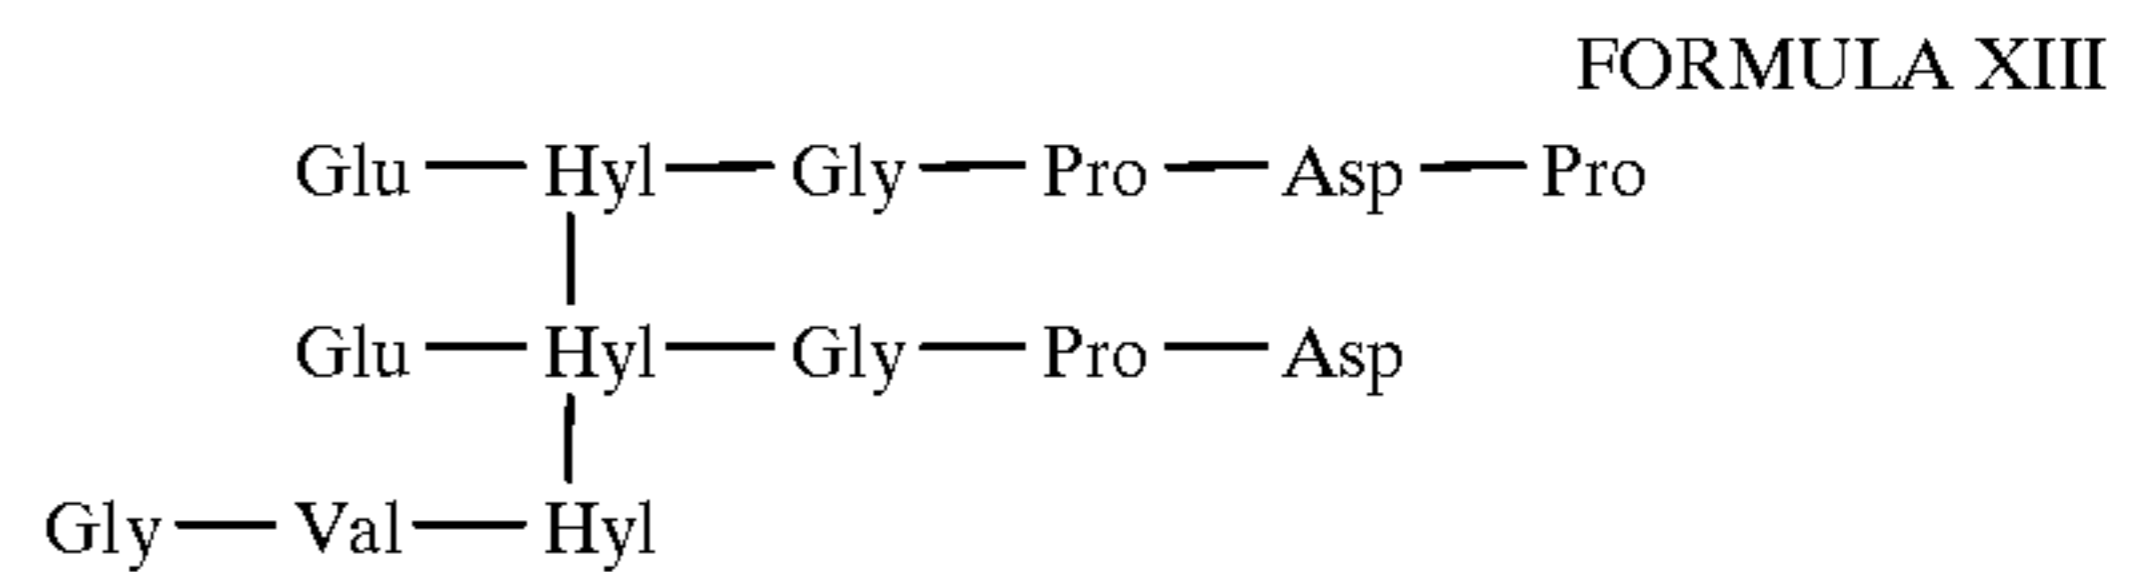 FORMULA XIII
Glu — Hyl — Gly — Pro — Asp — Pro
Glu — Hyl — Gly — Pro — Asp
Gly — Val — Hyl